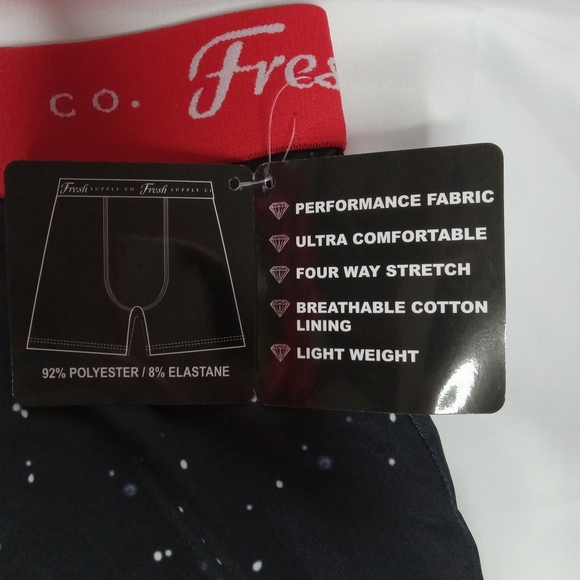 CO. Fres
Fresh SUPPLY CO Fresh SUPPLY C
92% POLYESTER / 8% ELASTANE
PERFORMANCE FABRIC
ULTRA COMFORTABLE
FOUR WAY STRETCH
BREATHABLE COTTON
LINING
LIGHT WEIGHT